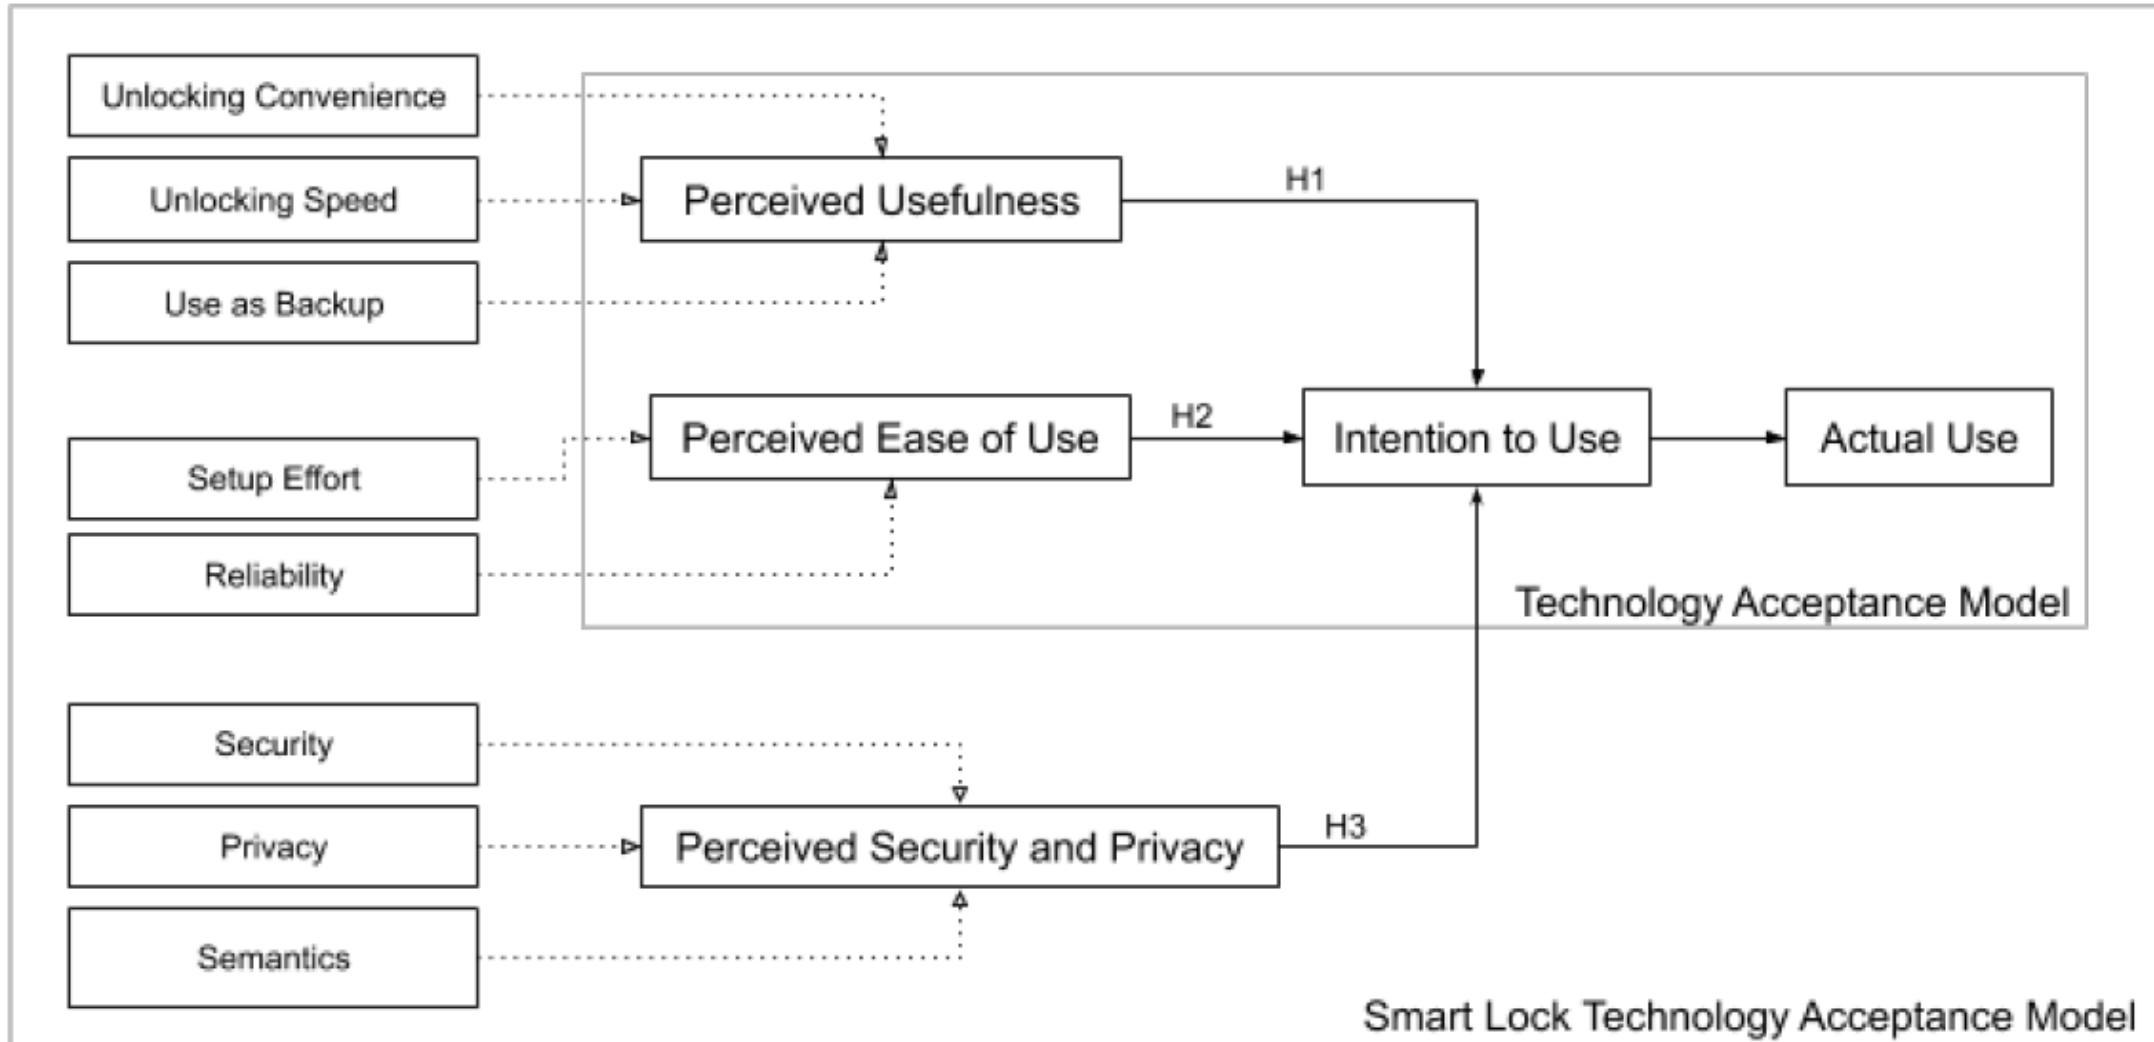 Unlocking Convenience
Unlocking Speed
Use as Backup
Perceived Usefulness
H1
Setup Effort
Reliability
Perceived Ease of Use
H2
Intention to Use
Actual Use
Technology Acceptance Model
Security
Privacy
Semantics
Perceived Security and Privacy
H3
Smart Lock Technology Acceptance Model